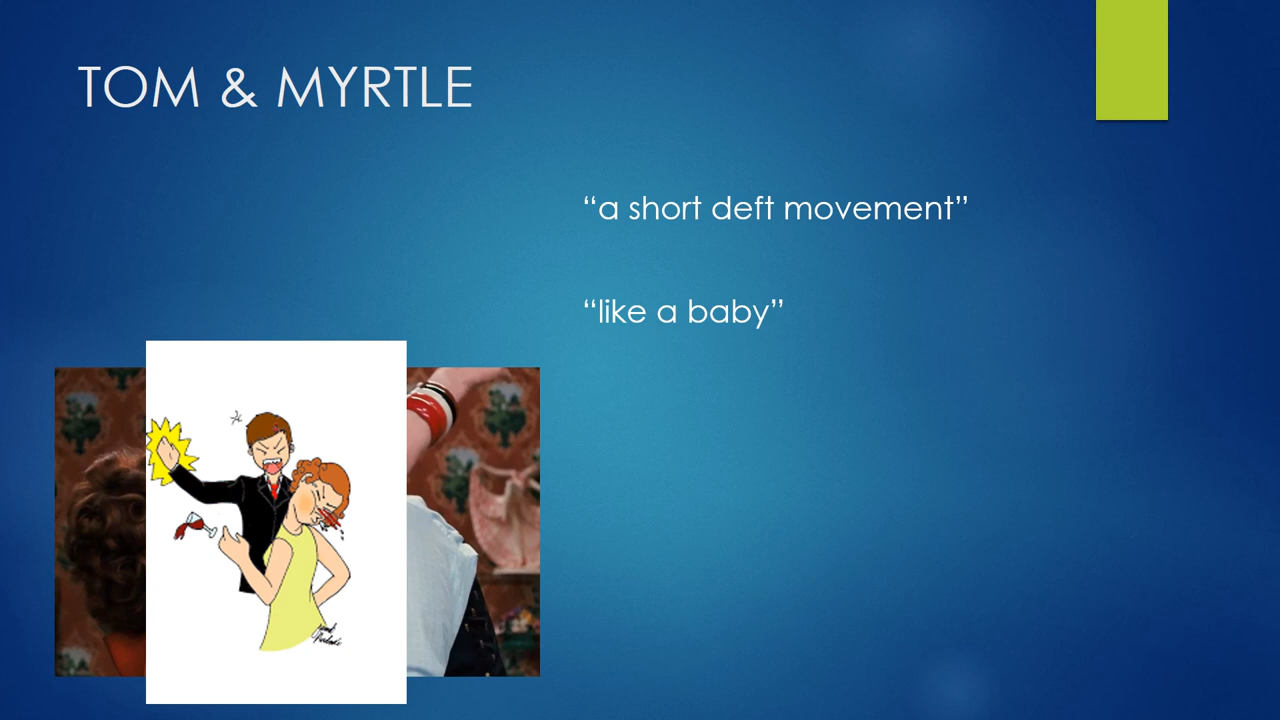 TOM & MYRTLE
“a short deft movement”
“like a baby”